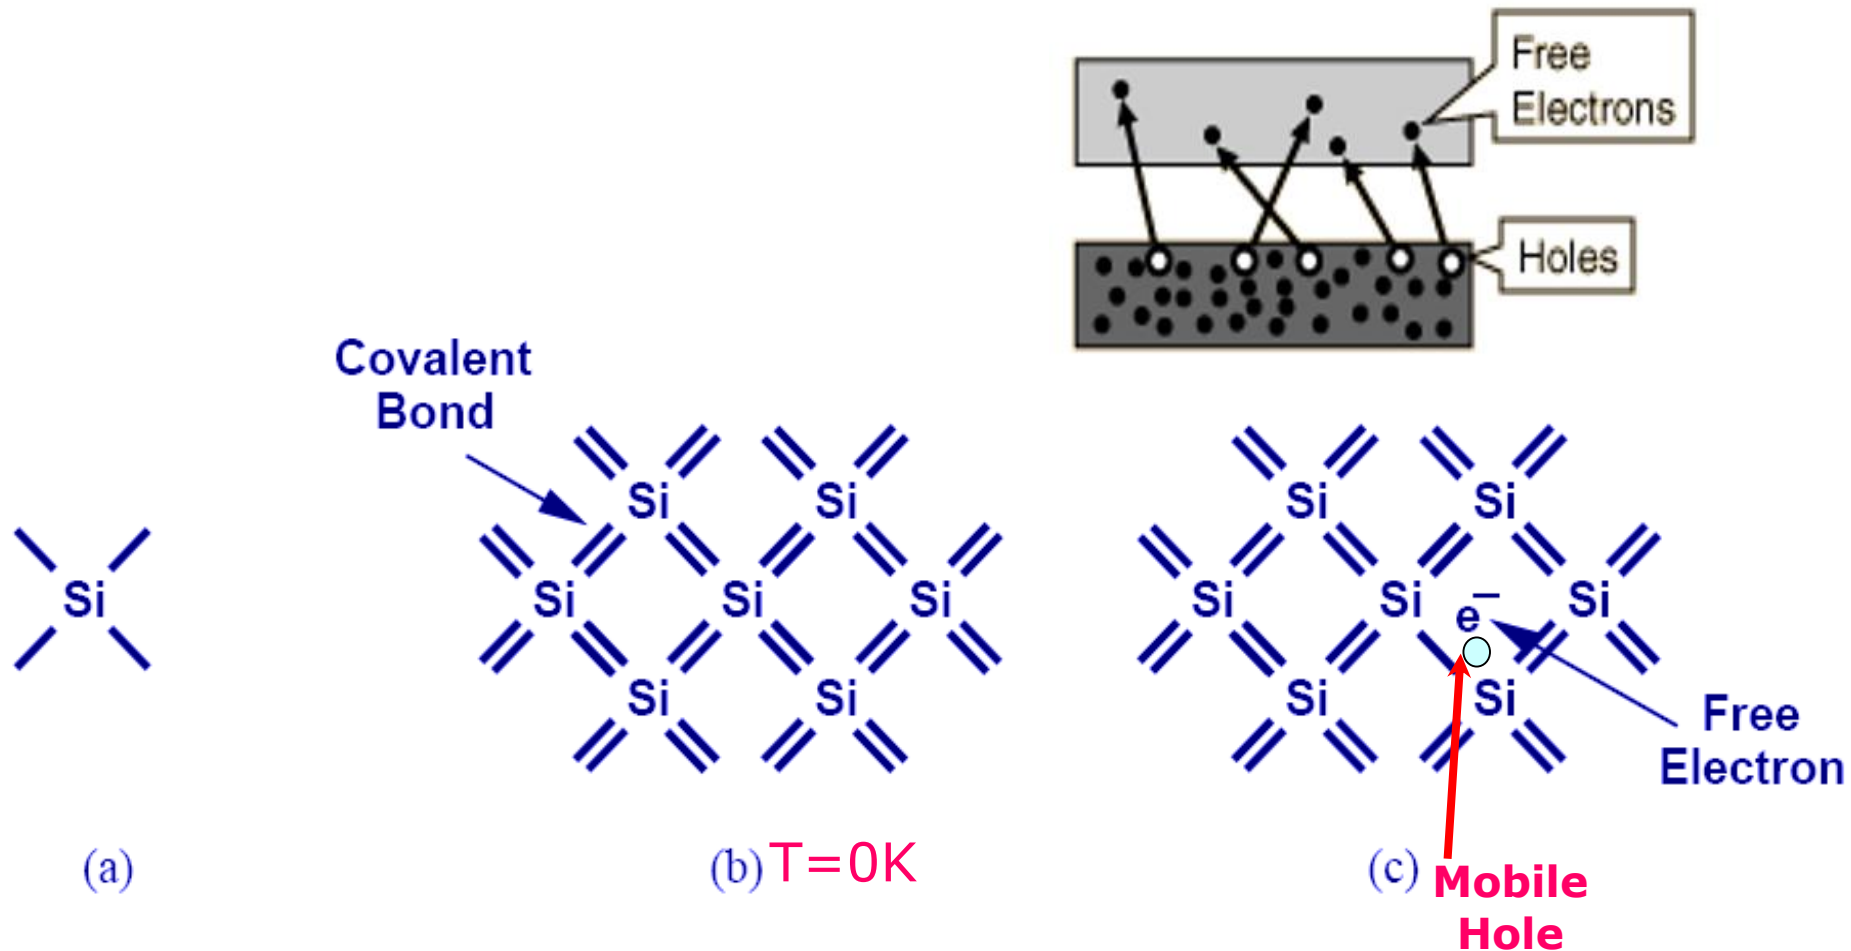 Free
Electrons
Holes
Covalent
Bond
Si
Si
Si
Si
Si
Si
Si
Si
Si
Si
Si
Si
Si
e−
Si
Si
Si
Free
Electron
(a)
(b) T=0K
(c)
Mobile
Hole